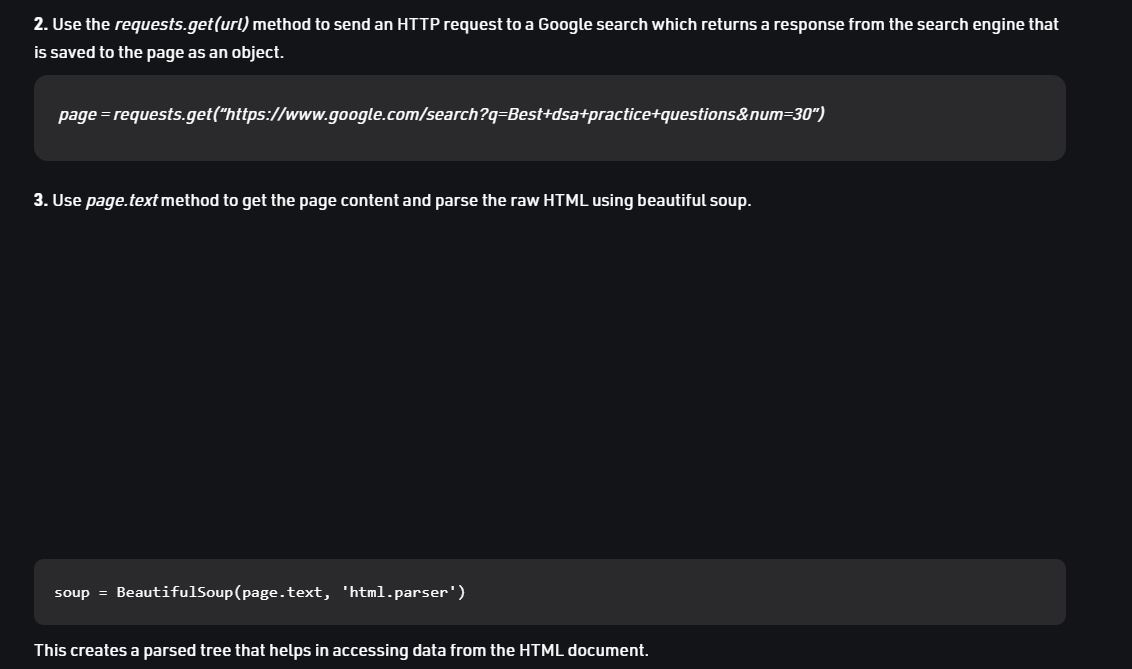 2. Use the requests.get(url) method to send an HTTP request to a Google search which returns a response from the search engine that
is saved to the page as an object.
page = requests.get(“https://www.google.com/search?q=Best+dsa+practice+questions&num=30”)
3. Use page.text method to get the page content and parse the raw HTML using beautiful soup.
soup = BeautifulSoup(page.text, 'html.parser')
This creates a parsed tree that helps in accessing data from the HTML document.